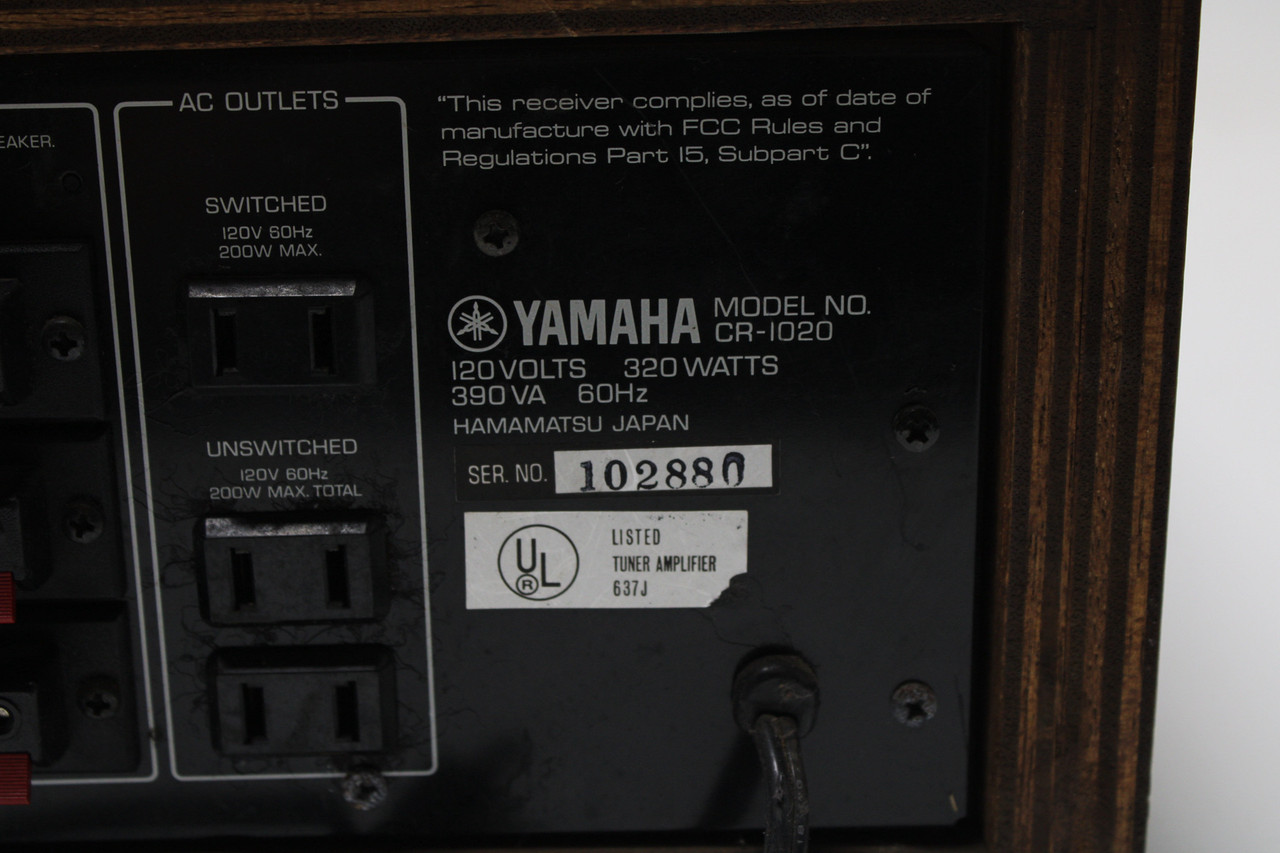 EAKER.
AC OUTLETS
SWITCHED
120V 60Hz
200W MAX.
UNSWITCHED
120V 60Hz
200W MAX. TOTAL
“This receiver complies, as of date of
manufacture with FCC Rules and
Regulations Part 15, Subpart C”.
YAMAHA MODEL NO.
CR-1020
120 VOLTS 320 WATTS
390 VA 60Hz
HAMAMATSU JAPAN
SER. NO. 102880
UL ®
LISTED
TUNER AMPLIFIER
637J